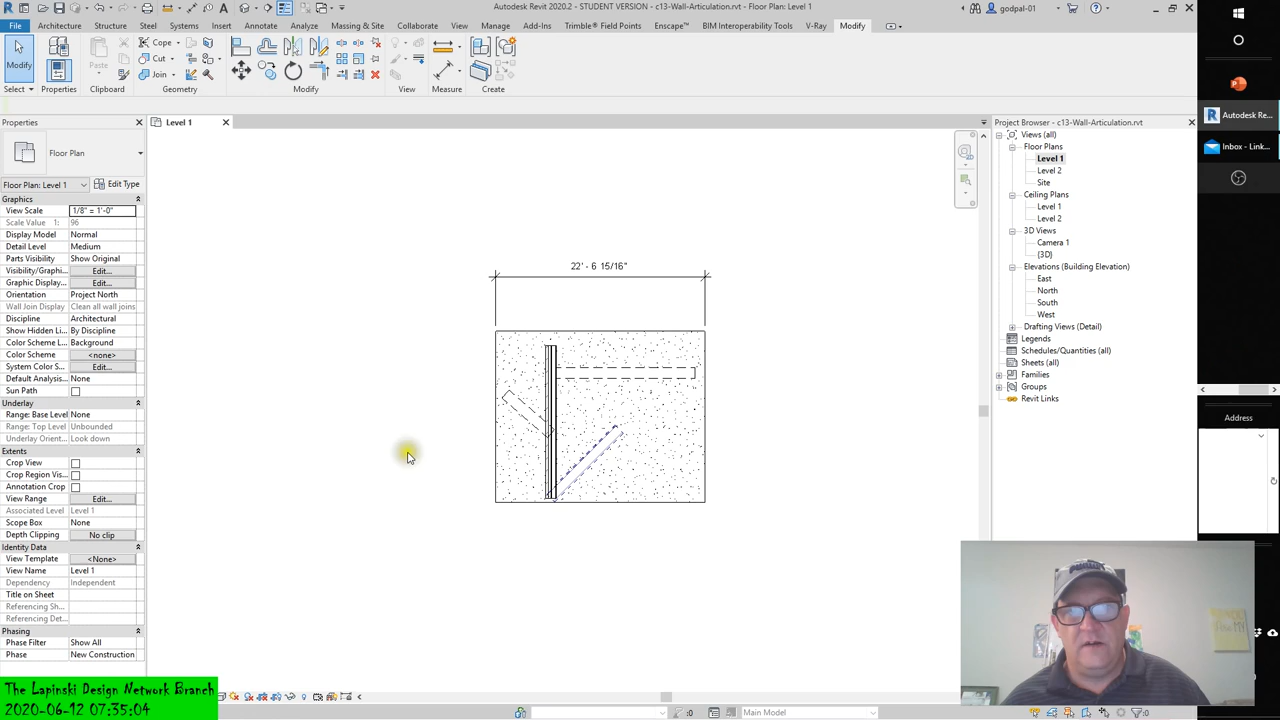 Autodesk Revit 2020.2 - STUDENT VERSION - c13-Wall-Articulation.rvt - Floor Plan: Level 1
godpal-01
File
Architecture
Structure
Steel
Systems
Insert
Annotate
Analyze
Massing & Site
Collaborate
View
Manage
Add-Ins
Trimble® Field Points
Enscape™
BIM Interoperability Tools
V-Ray
Modify
Modify
Properties
Paste
Cope
Cut
Join
Select
Properties
Clipboard
Geometry
Modify
View
Measure
Create
Properties
Floor Plan
Floor Plan: Level 1
Edit Type
Graphics
View Scale 1/8" = 1'-0"
Scale Value 1: 96
Display Model Normal
Detail Level Medium
Parts Visibility Show Original
Visibility/Graphi... Edit...
Graphic Display... Edit...
Orientation Project North
Wall Join Display Clean all wall joins
Discipline Architectural
Show Hidden Li... By Discipline
Color Scheme L... Background
Color Scheme <none>
System Color S... Edit...
Default Analysis... None
Sun Path
Underlay
Range: Base Level None
Range: Top Level Unbounded
Underlay Orient... Look down
Extents
Crop View
Crop Region Vis...
Annotation Crop
View Range Edit...
Associated Level Level 1
Scope Box None
Depth Clipping No clip
Identity Data
View Template <None>
View Name Level 1
Dependency Independent
Title on Sheet
Referencing Sh...
Referencing Det...
Phasing
Phase Filter Show All
Phase New Construction
Level 1
22' - 6 15/16"
Project Browser - c13-Wall-Articulation.rvt
Views (all)
Floor Plans
Level 1
Level 2
Site
Ceiling Plans
Level 1
Level 2
3D Views
Camera 1
{3D}
Elevations (Building Elevation)
East
North
South
West
Drafting Views (Detail)
Legends
Schedules/Quantities (all)
Sheets (all)
Families
Groups
Revit Links
Autodesk Re...
Inbox - Link...
Address
:0
Main Model
:0
The Lapinski Design Network Branch
2020-06-12 07:35:04